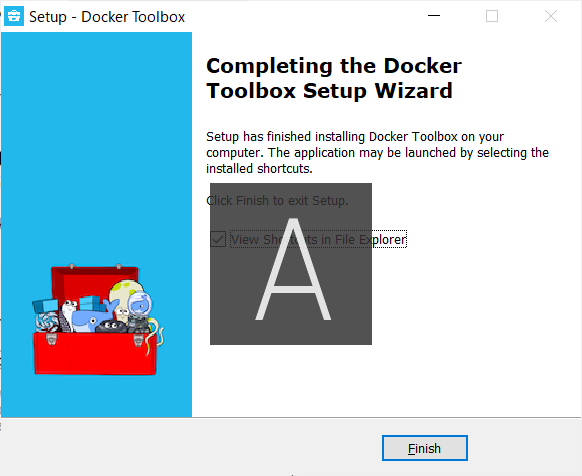 Setup - Docker Toolbox
Completing the Docker
Toolbox Setup Wizard
Setup has finished installing Docker Toolbox on your
computer. The application may be launched by selecting the
installed shortcuts.
Click Finish to exit Setup.
View Shortcuts in File Explorer
A
Finish